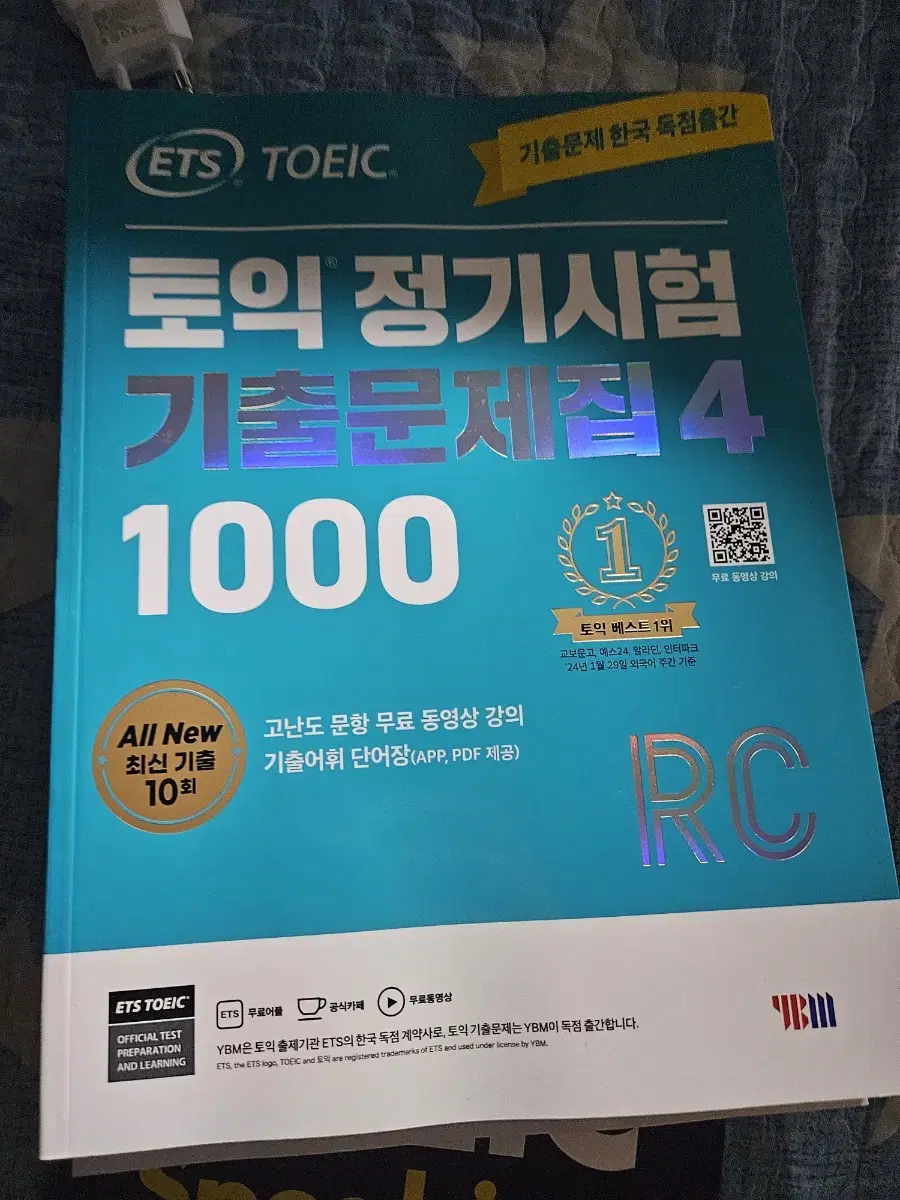 ETS® TOEIC®
기출문제 한국 독점출간
토익® 정기시험
기출문제집 4
1000
1
무료 동영상 강의
토익 베스트 1위
교보문고, 예스24, 알라딘, 인터파크
'24년 1월 29일 외국어 주간 기준
All New
최신 기출
10회
고난도 문항 무료 동영상 강의
기출어휘 단어장(APP, PDF 제공)
RC
ETS TOEIC®
OFFICIAL TEST
PREPARATION
AND LEARNING
ETS 무료어플 공식카페 무료동영상
YBM은 토익 출제기관 ETS의 한국 독점 계약사로, 토익 기출문제는 YBM이 독점 출간합니다.
ETS, the ETS logo, TOEIC and 토익 are registered trademarks of ETS and used under license by YBM.
YBM